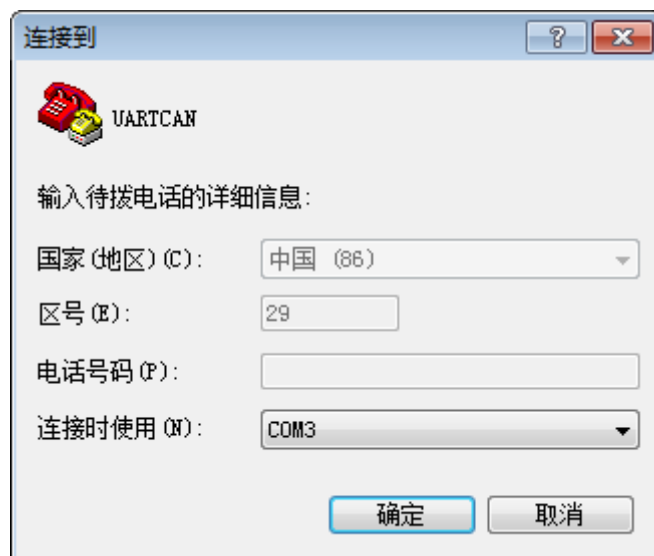 连接到
UARTCAN
输入待拨电话的详细信息:
国家(地区)(C): 中国 (86)
区号(E): 29
电话号码(P):
连接时使用(N): COM3
确定 取消